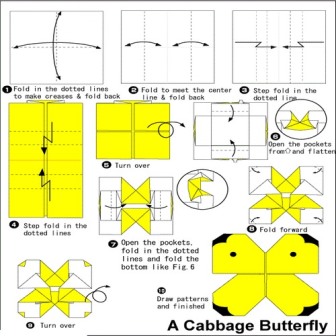 1 Fold in the dotted lines
to make creases & fold back
2 Fold to meet the center
line & fold back
3 Step fold in the
dotted line
4 Step fold in the
dotted lines
5 Turn over
6
Open the pockets
from and flatten
7 Open the pockets,
fold in the dotted
lines and fold the
bottom like Fig. 6
8 Fold forward
9 Turn over
10
Draw patterns
and finished
A Cabbage Butterfly